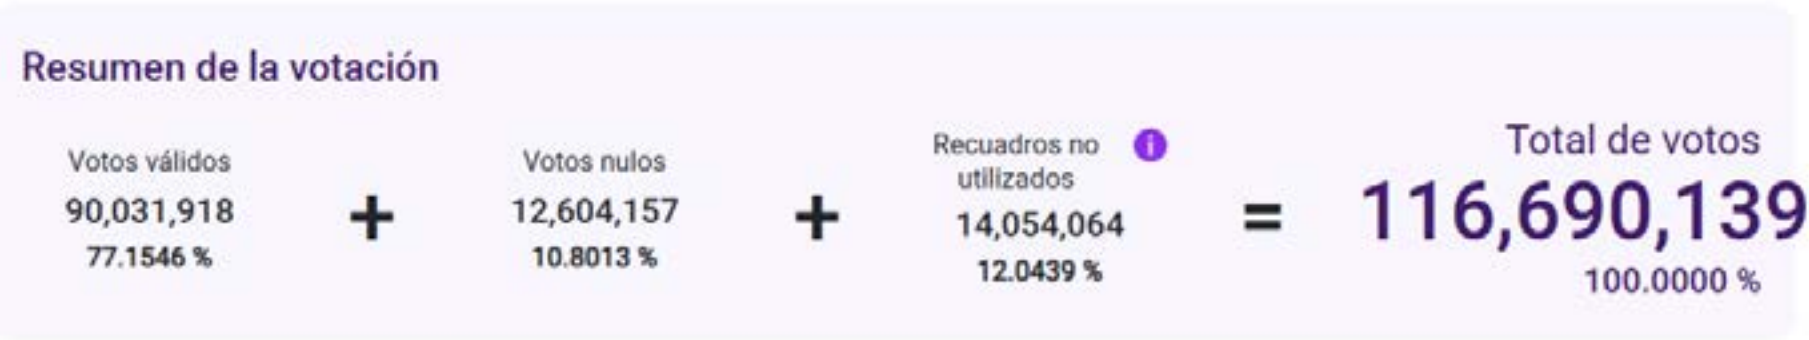 Resumen de la votación
Votos válidos
90,031,918
77.1546 %
+
Votos nulos
12,604,157
10.8013 %
+
Recuadros no
utilizados
i
14,054,064
12.0439 %
=
Total de votos
116,690,139
100.0000 %